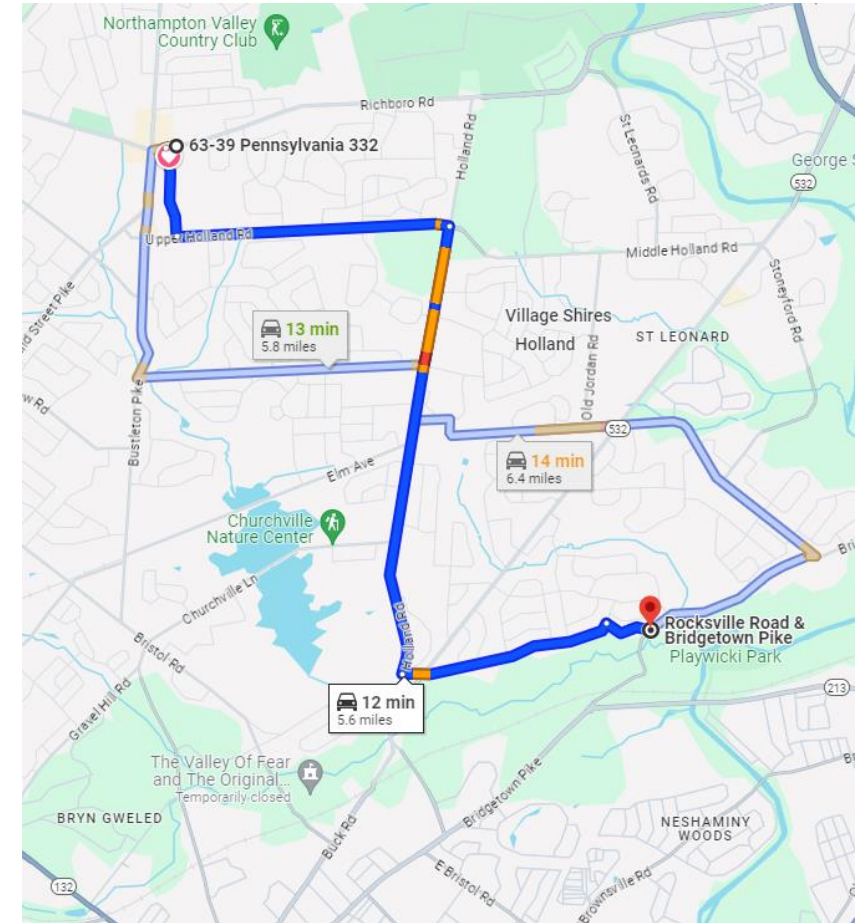 Northampton Valley
Country Club
Richboro Rd
63-39 Pennsylvania 332
Holland Rd
St Leonards Rd
George S
532
Upper Holland Rd
Middle Holland Rd
Stoneyford Rd
nd Street Pike
13 min
5.8 miles
Village Shires
Holland
ST LEONARD
Old Jordan Rd
w Rd
Bustleton Pike
532
14 min
6.4 miles
Elm Ave
Churchville
Nature Center
Bri
Churchville Ln
Holland Rd
Rocksville Road &
Bridgetown Pike
Playwicki Park
Bristol Rd
12 min
5.6 miles
213
Gravel Hill Rd
The Valley Of Fear
and The Original...
Temporarily closed
Bridgetown Pike
BRYN GWELED
Buck Rd
NESHAMINY
WOODS
E Bristol Rd
Brownsville Rd
132